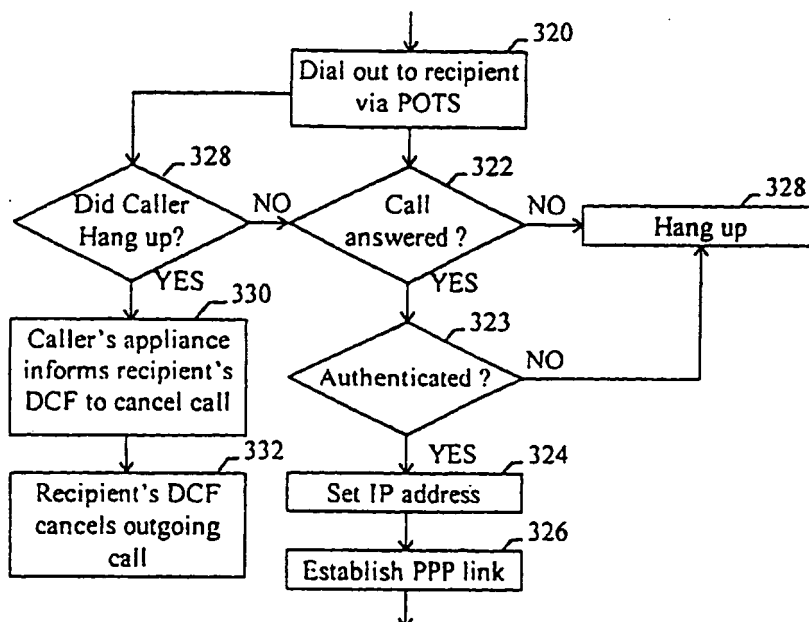 320
Dial out to recipient
via POTS
328
Did Caller
Hang up?
NO
322
Call
answered ?
NO
328
Hang up
YES
YES
330
Caller's appliance
informs recipient's
DCF to cancel call
323
Authenticated ?
NO
332
Recipient's DCF
cancels outgoing
call
YES
324
Set IP address
326
Establish PPP link